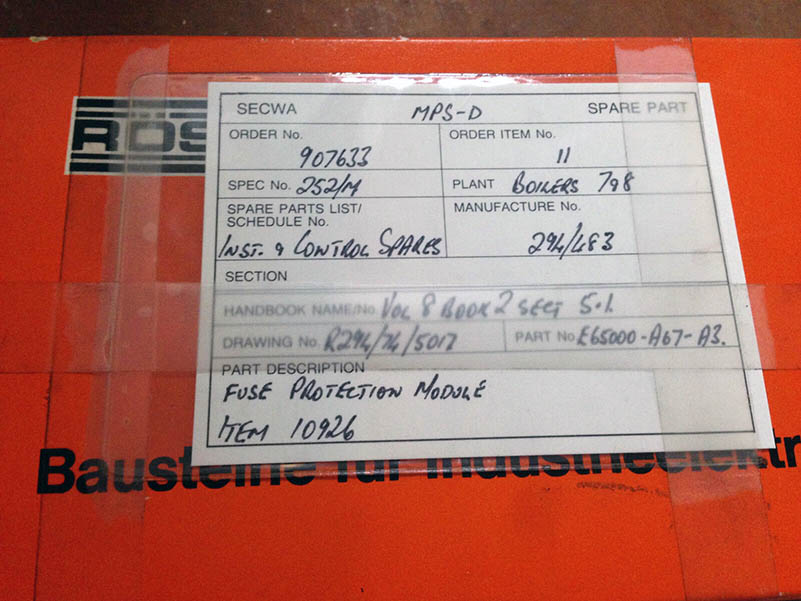 RÖS
SECWA MPS-D SPARE PART
ORDER No. 907633 ORDER ITEM No. 11
SPEC No. 252/M PLANT BOILERS 7&8
SPARE PARTS LIST/
SCHEDULE No.
INST. & CONTROL SPARES
MANUFACTURE No.
294/483
SECTION
HANDBOOK NAME/No. VOL 8 BOOK 2 SECT 5.1.
DRAWING No. R294/74/5017 PART No. E65000-A67-A3.
PART DESCRIPTION
FUSE PROTECTION MODULE
ITEM 10926
Bausteine für Industrieelektr